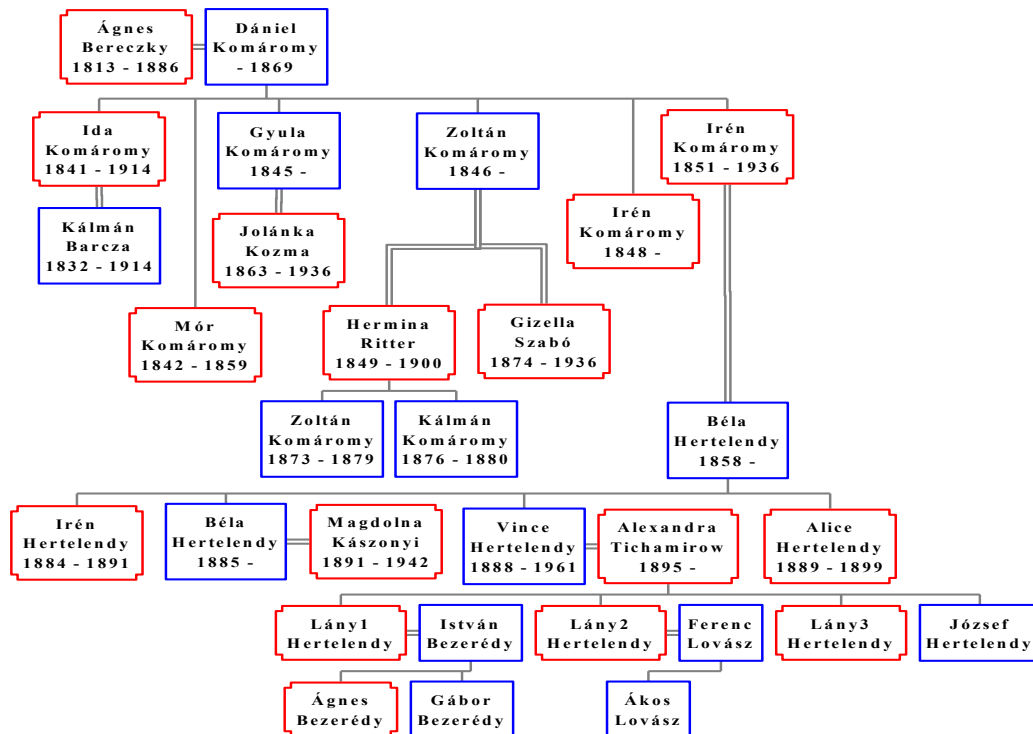 Ágnes
Bereczky
1813 - 1886
Dániel
Komáromy
- 1869
Ida
Komáromy
1841 - 1914
Gyula
Komáromy
1845 -
Zoltán
Komáromy
1846 -
Irén
Komáromy
1851 - 1936
Kálmán
Barcza
1832 - 1914
Jolánka
Kozma
1863 - 1936
Irén
Komáromy
1848 -
Mór
Komáromy
1842 - 1859
Hermina
Ritter
1849 - 1900
Gizella
Szabó
1874 - 1936
Zoltán
Komáromy
1873 - 1879
Kálmán
Komáromy
1876 - 1880
Béla
Hertelendy
1858 -
Irén
Hertelendy
1884 - 1891
Béla
Hertelendy
1885 -
Magdolna
Kászonyi
1891 - 1942
Vince
Hertelendy
1888 - 1961
Alexandra
Tichamirow
1895 -
Alice
Hertelendy
1889 - 1899
Lány1
Hertelendy
István
Bezerédy
Lány2
Hertelendy
Ferenc
Lovász
Lány3
Hertelendy
József
Hertelendy
Ágnes
Bezerédy
Gábor
Bezerédy
Ákos
Lovász